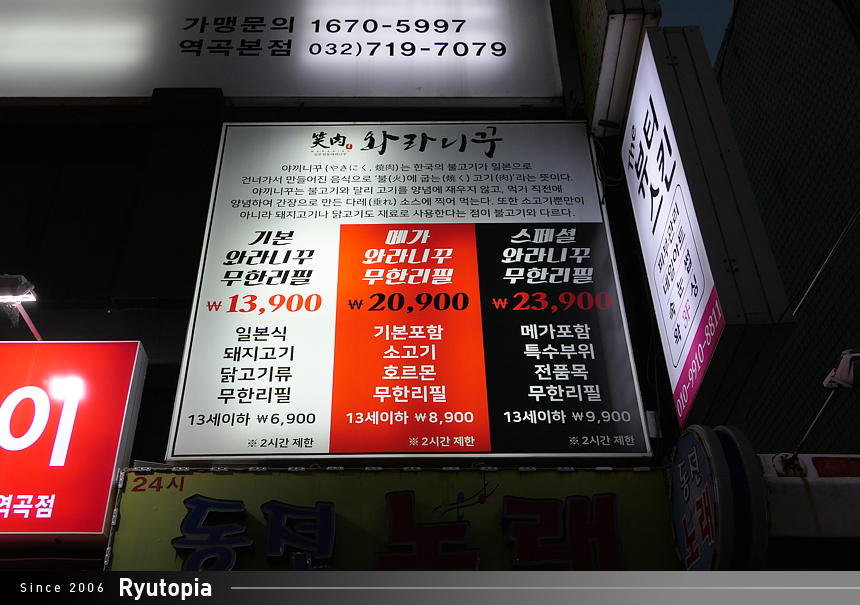 가맹문의 1670-5997
역곡본점 032)719-7079
笑肉 와라니꾸
야끼니꾸 (やきにく, 焼肉)는 한국의 불고기가 일본으로
건너가서 만들어진 음식으로 '불(火)에 굽는(焼く) 고기(肉)'라는 뜻이다.
야끼니꾸는 불고기와 달리 고기를 양념에 재우지 않고, 먹기 직전에
양념하여 간장으로 만든 다레(垂れ) 소스에 찍어 먹는다. 또한 소고기뿐만이
아니라 돼지고기나 닭고기도 재료로 사용한다는 점이 불고기와 다르다.
기본
와라니꾸
무한리필
₩13,900
일본식
돼지고기
닭고기류
무한리필
13세이하 ₩6,900
※ 2시간 제한
메가
와라니꾸
무한리필
₩20,900
기본포함
소고기
호르몬
무한리필
13세이하 ₩8,900
※ 2시간 제한
스페셜
와라니꾸
무한리필
₩23,900
메가포함
특수부위
전품목
무한리필
13세이하 ₩9,900
※ 2시간 제한
뷰티
스킨
010-9910-8811
이
역곡점
24시
동전
노래
동전
노래
Since 2006 Ryutopia